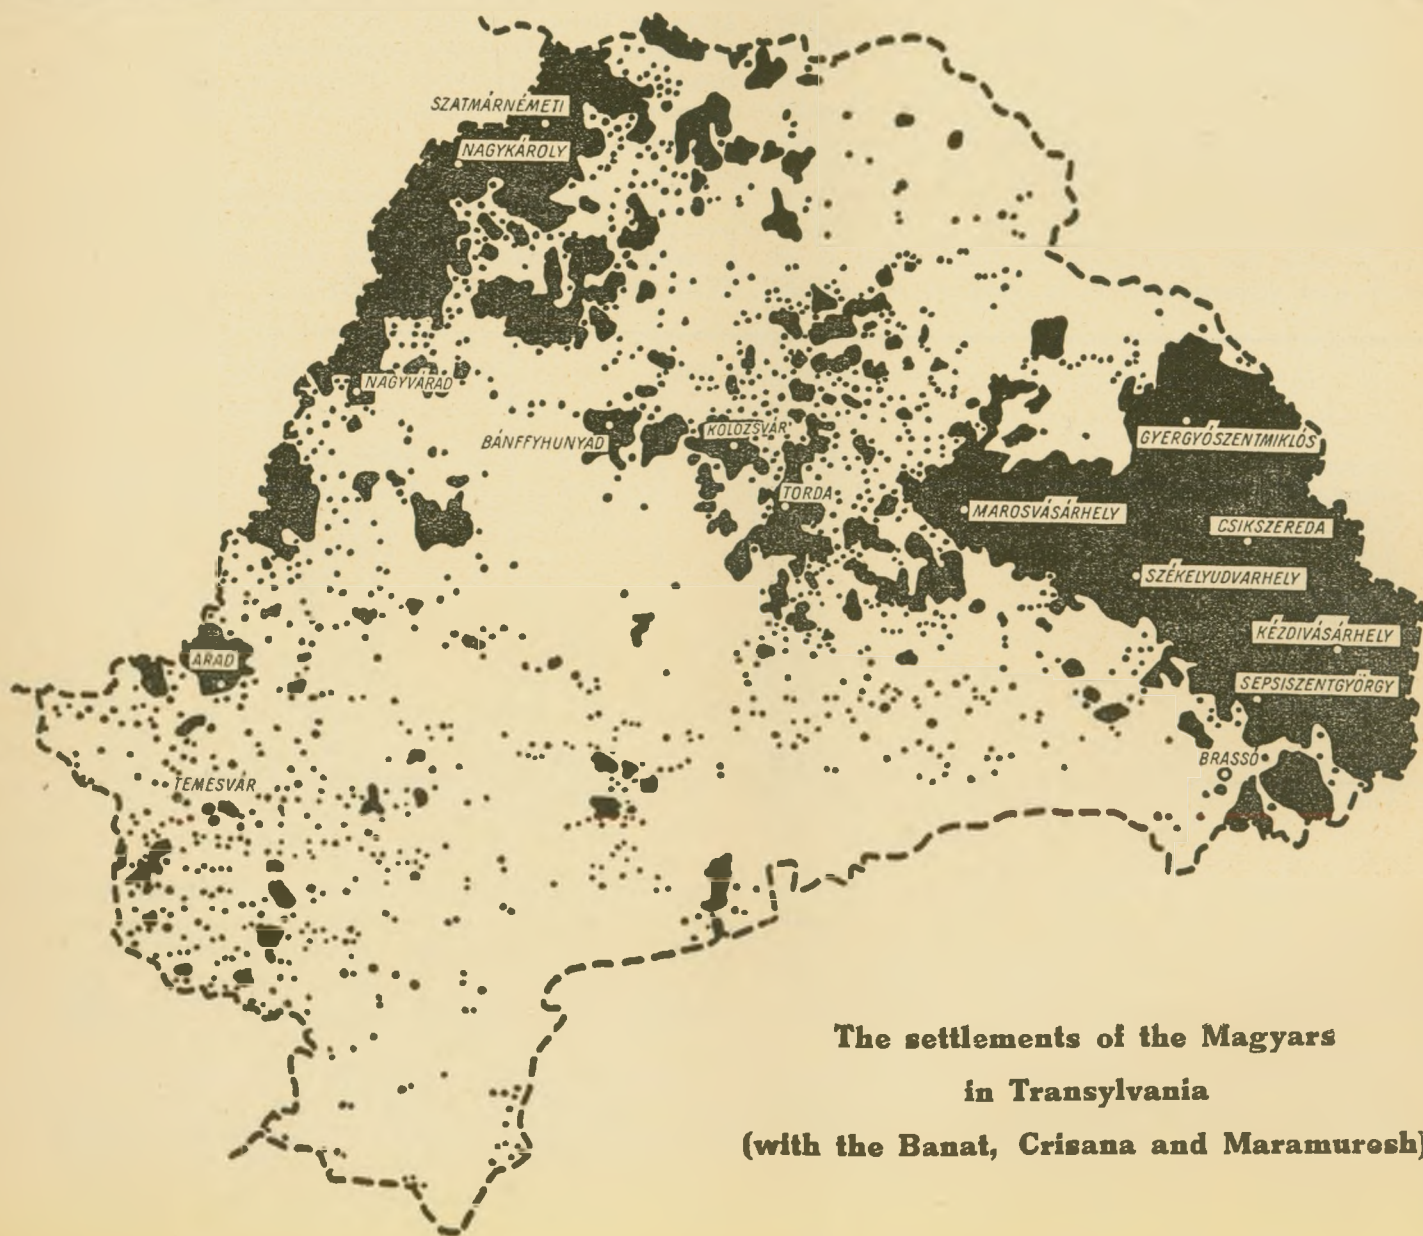 SZATMÁRNÉMETI
NAGYKÁROLY
NAGYVÁRAD
BÁNFFYHUNYAD
KOLOZSVÁR
GYERGYÓSZENTMIKLÓS
TORDA
MAROSVÁSÁRHELY
CSIKSZEREDA
SZÉKELYUDVARHELY
KÉZDIVÁSÁRHELY
ARAD
SEPSISZENTGYÖRGY
BRASSÓ
TEMESVÁR
The settlements of the Magyars
in Transylvania
(with the Banat, Crisana and Maramuresh)